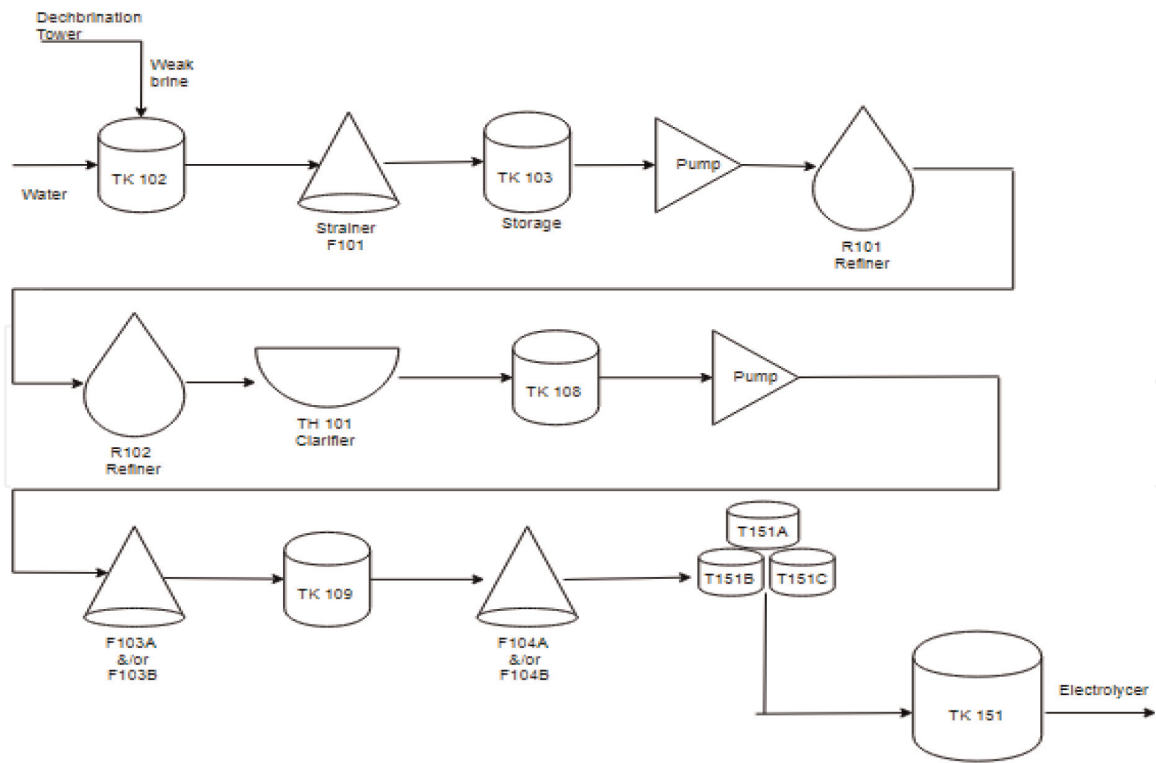 Dechbrination
Tower
Weak
brine
Water
TK 102
Strainer
F101
TK 103
Storage
Pump
R101
Refiner
R102
Refiner
TH 101
Clarifier
TK 108
Pump
F103A
&/or
F103B
TK 109
F104A
&/or
F104B
T151A
T151B
T151C
TK 151
Electrolycer